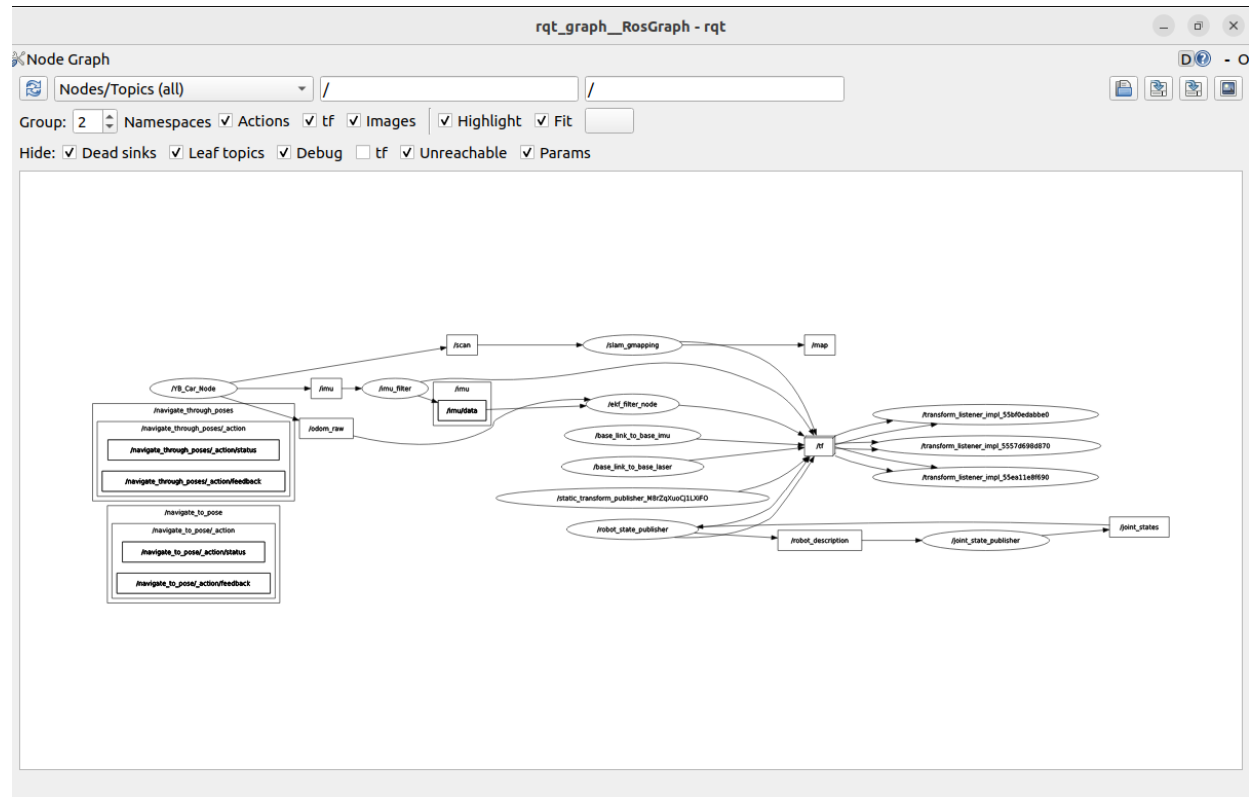 rqt_graph__RosGraph - rqt
Node Graph
D - O
Nodes/Topics (all) / /
Group: 2 Namespaces Actions tf Images Highlight Fit
Hide: Dead sinks Leaf topics Debug tf Unreachable Params
/scan
/slam_gmapping
/map
/YB_Car_Node
/imu
/imu_filter
/imu
/imu/data
/odom_raw
/ekf_filter_node
/base_link_to_base_imu
/base_link_to_base_laser
/static_transform_publisher_M8rZqXuoCj1LXiFO
/robot_state_publisher
/tf
/transform_listener_impl_55bf0edabbe0
/transform_listener_impl_5557d698d870
/transform_listener_impl_55ea11e8f690
/robot_description
/joint_state_publisher
/joint_states
/navigate_through_poses
/navigate_through_poses/_action
/navigate_through_poses/_action/status
/navigate_through_poses/_action/feedback
/navigate_to_pose
/navigate_to_pose/_action
/navigate_to_pose/_action/status
/navigate_to_pose/_action/feedback